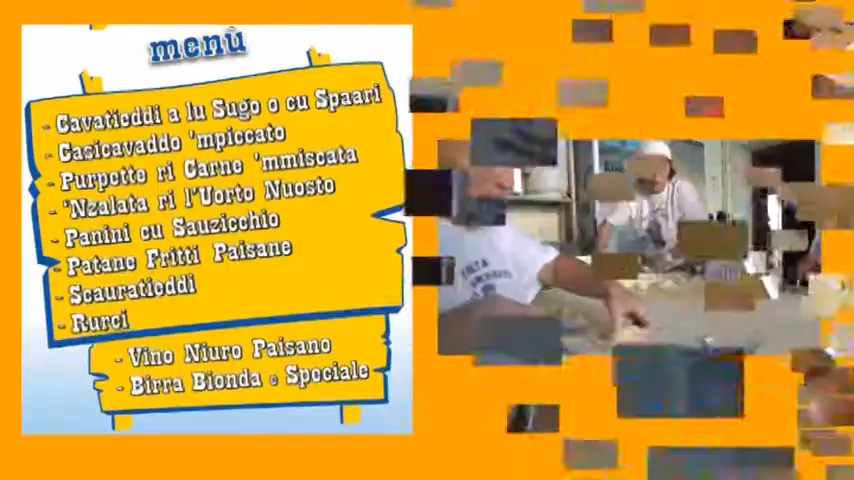 menù
- Cavatieddi a lu Sugo o cu Spaari
- Casicavaddo 'mpiccato
- Purpette ri Carne 'mmiscata
- 'Nzalata ri l'Uorto Nuosto
- Panini cu Sauzicchio
- Patane Fritti Paisane
- Scauratieddi
- Rurci
- Vino Niuro Paisano
- Birra Bionda e Speciale